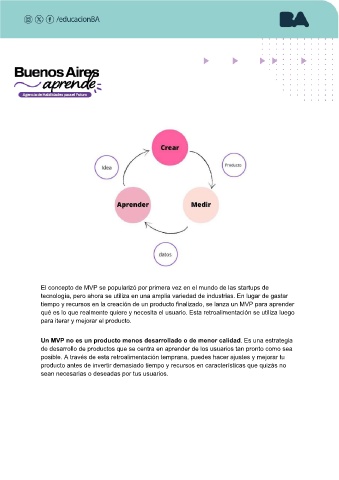 /educacionBA
BA
Buenos Aires
aprende
Agencia de Habilidades para el Futuro
Crear
Idea
Producto
Aprender
Medir
datos
El concepto de MVP se popularizó por primera vez en el mundo de las startups de
tecnología, pero ahora se utiliza en una amplia variedad de industrias. En lugar de gastar
tiempo y recursos en la creación de un producto finalizado, se lanza un MVP para aprender
qué es lo que realmente quiere y necesita el usuario. Esta retroalimentación se utiliza luego
para iterar y mejorar el producto.
Un MVP no es un producto menos desarrollado o de menor calidad. Es una estrategia
de desarrollo de productos que se centra en aprender de los usuarios tan pronto como sea
posible. A través de esta retroalimentación temprana, puedes hacer ajustes y mejorar tu
producto antes de invertir demasiado tiempo y recursos en características que quizás no
sean necesarias o deseadas por tus usuarios.